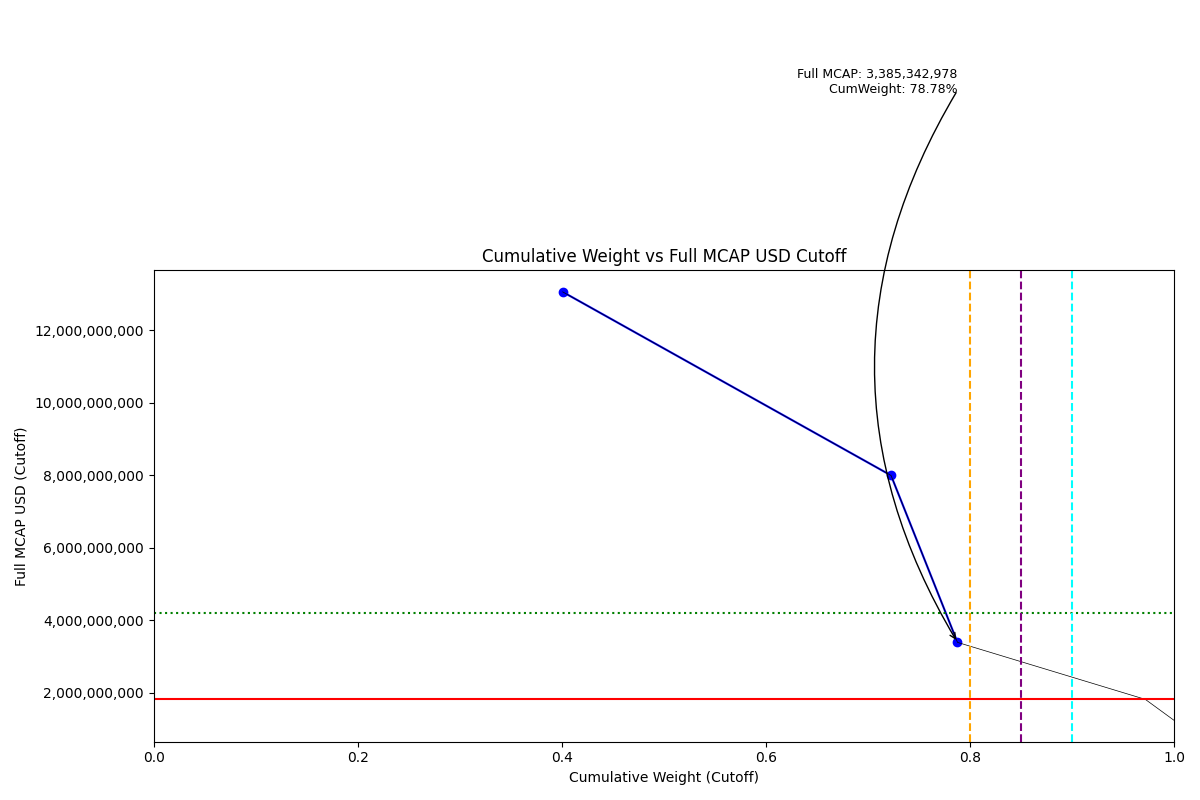 Full MCAP: 3,385,342,978
CumWeight: 78.78%
Cumulative Weight vs Full MCAP USD Cutoff
12,000,000,000
10,000,000,000
8,000,000,000
6,000,000,000
4,000,000,000
2,000,000,000
Full MCAP USD (Cutoff)
0.0 0.2 0.4 0.6 0.8 1.0
Cumulative Weight (Cutoff)